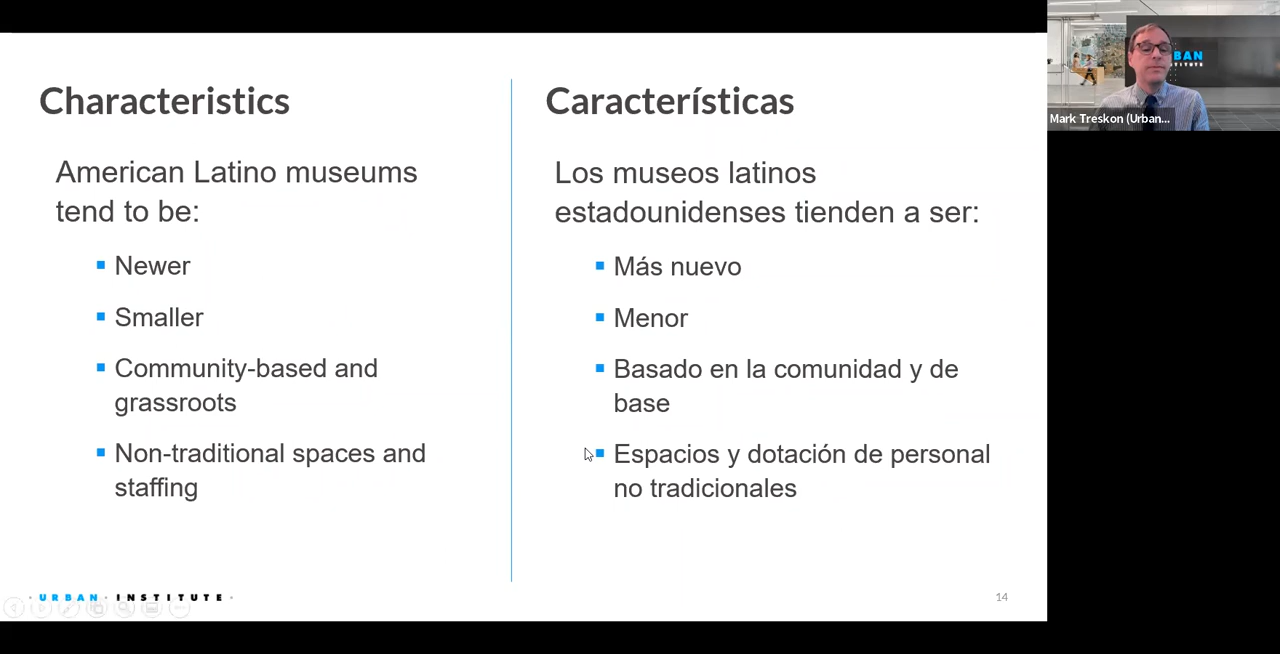 Characteristics
American Latino museums
tend to be:
Newer
Smaller
Community-based and
grassroots
Non-traditional spaces and
staffing
Características
Los museos latinos
estadounidenses tienden a ser:
Más nuevo
Menor
Basado en la comunidad y de
base
Espacios y dotación de personal
no tradicionales
· URBAN · INSTITUTE ·
14
BAN
STITUTE
Mark Treskon (Urban...